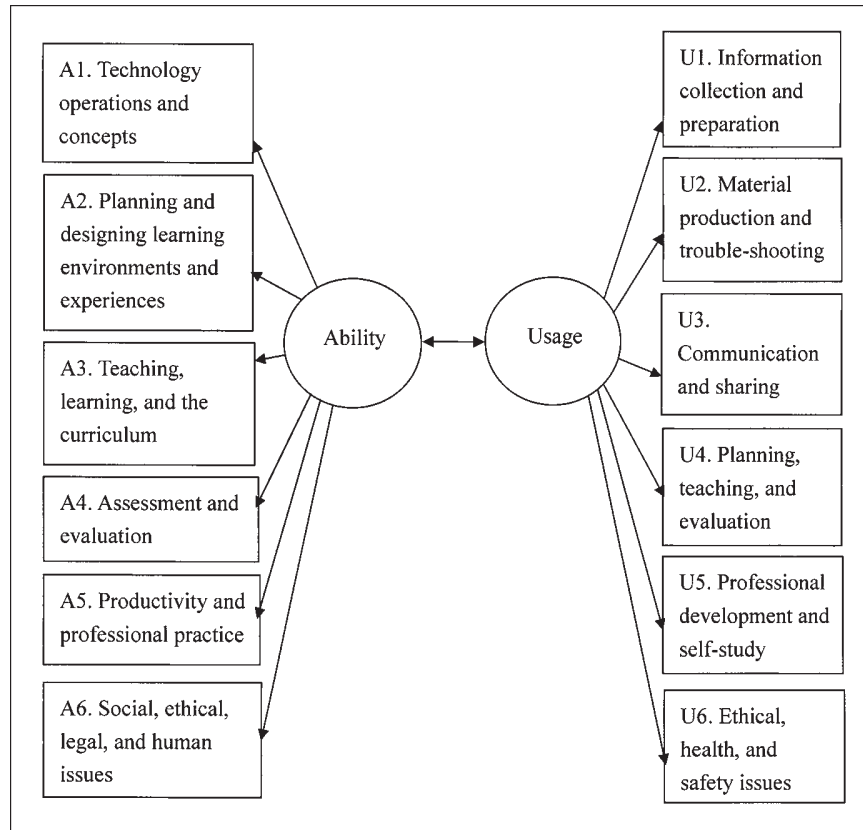 A1. Technology
operations and
concepts
A2. Planning and
designing learning
environments and
experiences
A3. Teaching,
learning, and the
curriculum
A4. Assessment and
evaluation
A5. Productivity and
professional practice
A6. Social, ethical,
legal, and human
issues
Ability
Usage
U1. Information
collection and
preparation
U2. Material
production and
trouble-shooting
U3.
Communication
and sharing
U4. Planning,
teaching, and
evaluation
U5. Professional
development and
self-study
U6. Ethical,
health, and
safety issues